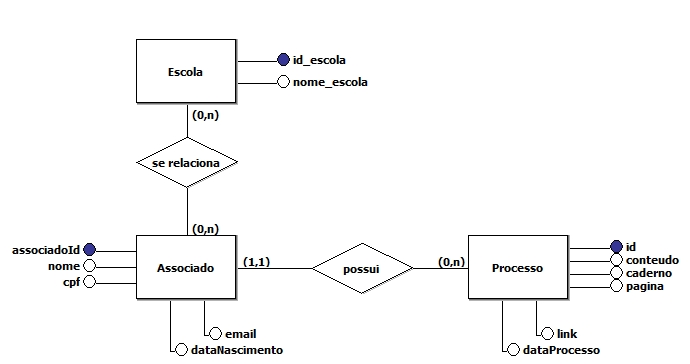 id_escola
Escola
nome_escola
(0,n)
se relaciona
(0,n)
associadoId
nome
cpf
Associado
(1,1)
possui
(0,n)
Processo
id
conteudo
caderno
pagina
email
dataNascimento
link
dataProcesso